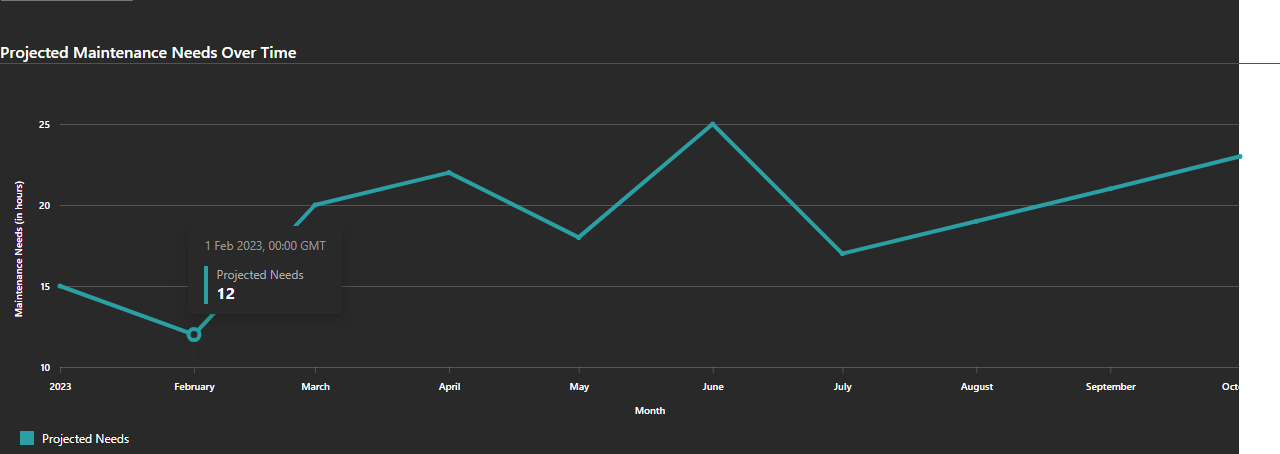 Projected Maintenance Needs Over Time
25
20
15
10
Maintenance Needs (in hours)
1 Feb 2023, 00:00 GMT
Projected Needs
12
2023 February March April May June July August September Octo
Month
Projected Needs